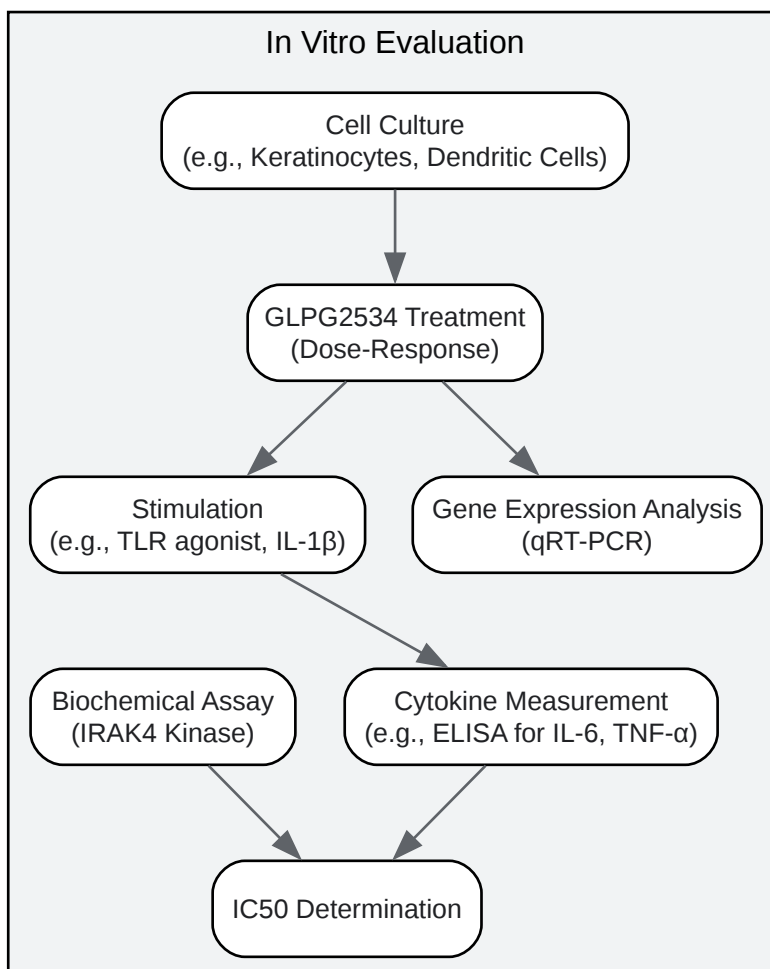 In Vitro Evaluation
Cell Culture
(e.g., Keratinocytes, Dendritic Cells)
GLPG2534 Treatment
(Dose-Response)
Stimulation
(e.g., TLR agonist, IL-1β)
Gene Expression Analysis
(qRT-PCR)
Biochemical Assay
(IRAK4 Kinase)
Cytokine Measurement
(e.g., ELISA for IL-6, TNF-α)
IC50 Determination